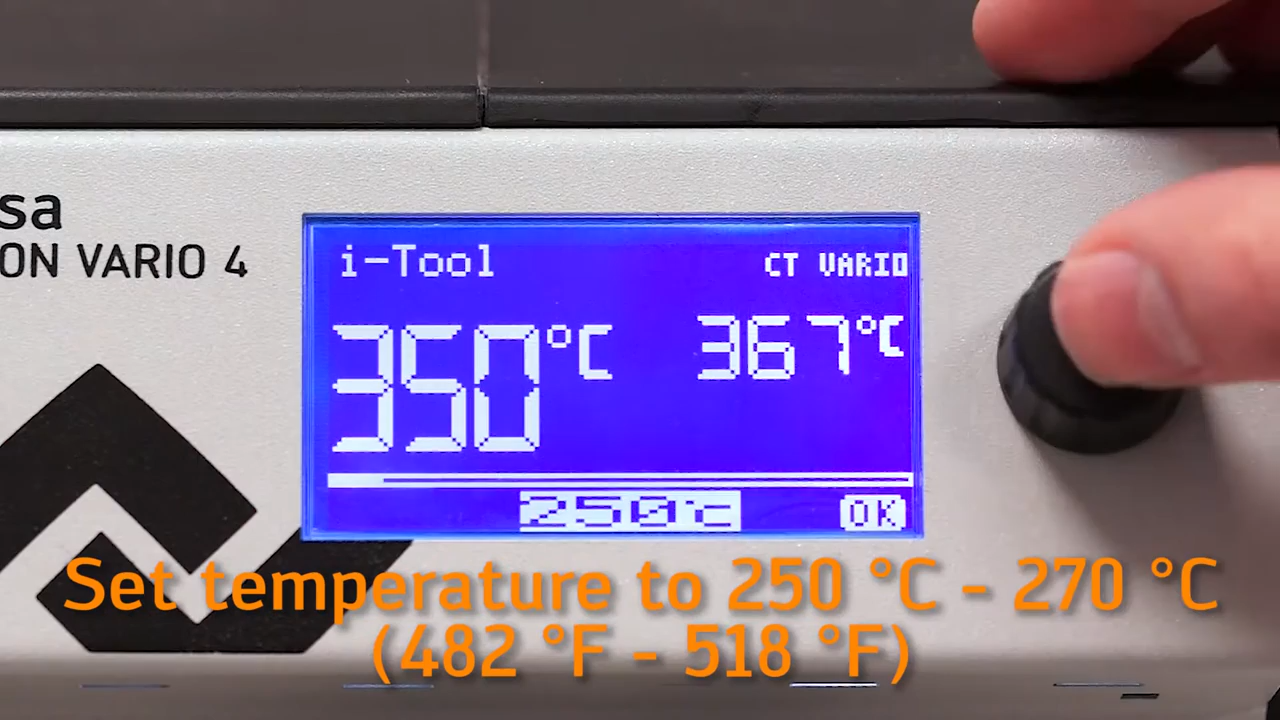 sa
ON VARIO 4
i-Tool
CT VARIO
350°C
367°C
250°C
OK
Set temperature to 250 °C - 270 °C
(482 °F - 518 °F)